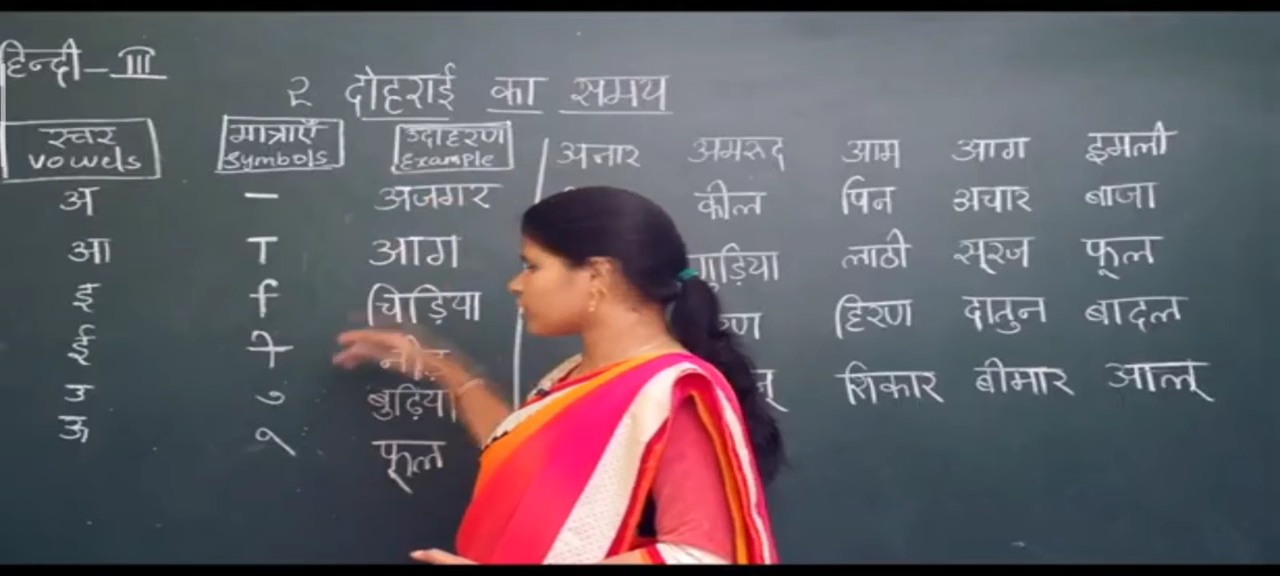 हिन्दी - III
२ दोहराई का समय
स्वर मात्राएँ उदाहरण
vowels Symbols Example
अ - अजगर
आ ा आग
इ ि चिड़िया
ई ी नीड़
उ ु बुढ़िया
ऊ ू फूल
अनार अमरुद आम आग इमली
कील पिन अचार बाजा
गुड़िया लाठी सूरज फूल
हिरण दातुन बादल
शिकार बीमार आलू